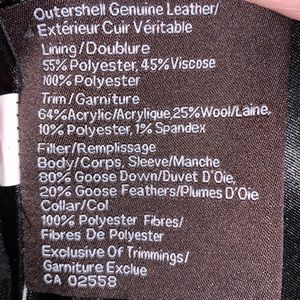 Outershell Genuine Leather/
Extérieur Cuir Véritable
Lining/Doublure
55% Polyester, 45% Viscose
100% Polyester
Trim/Garniture
64% Acrylic/Acrylique,25% Wool/Laine,
10% Polyester, 1% Spandex
Filler/Remplissage
Body/Corps, Sleeve/Manche
80% Goose Down/Duvet D'Oie,
20% Goose Feathers/Plumes D'Oie
Collar/Col
100% Polyester Fibres/
Fibres De Polyester
Exclusive Of Trimmings/
Garniture Exclue
CA 02558